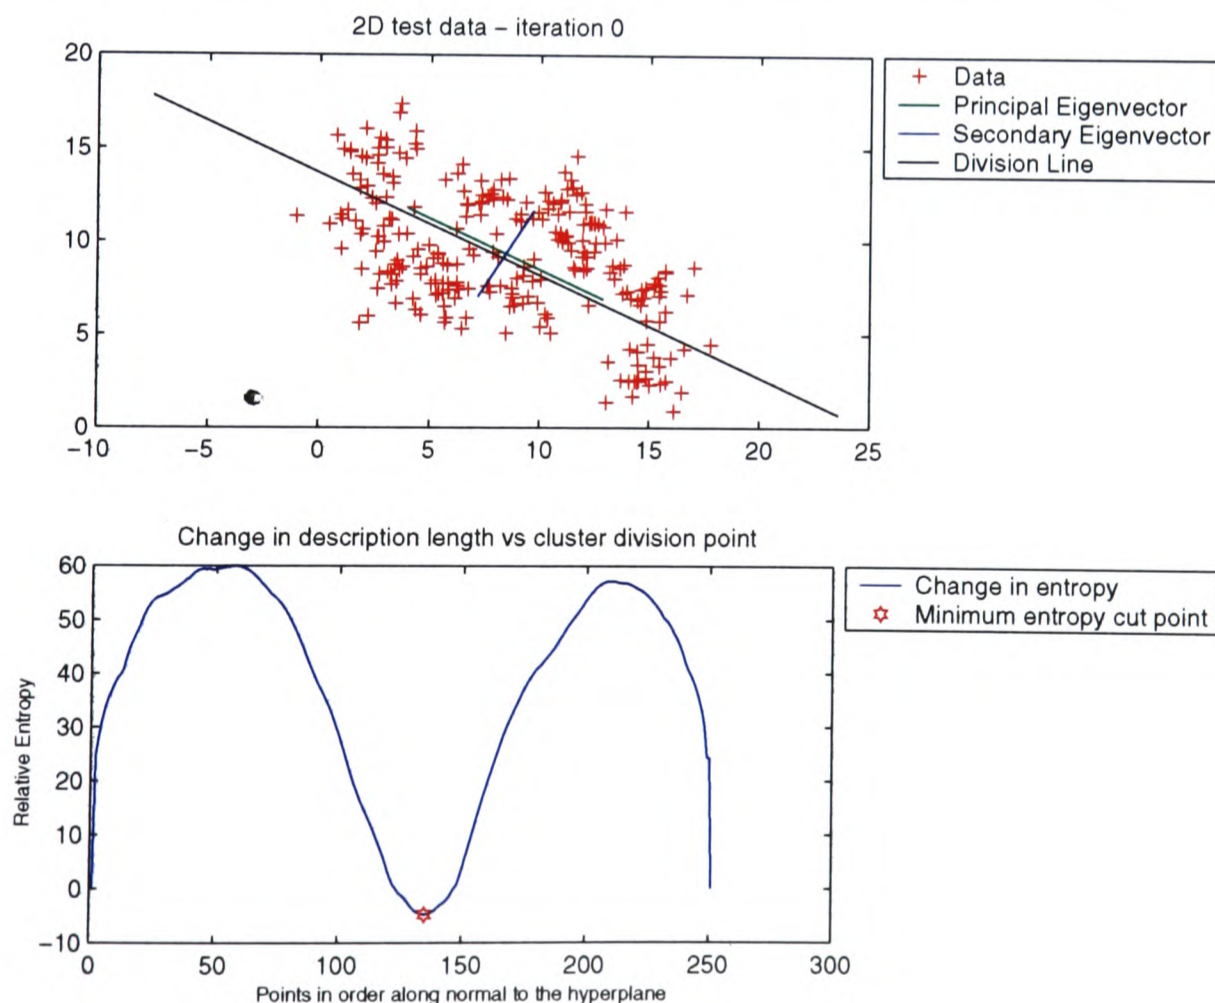 2D test data – iteration 0
20
15
10
5
0
−10
−5
0
5
10
15
20
25
Data
Principal Eigenvector
Secondary Eigenvector
Division Line
Change in description length vs cluster division point
Relative Entropy
60
50
40
30
20
10
0
−10
0
50
100
150
200
250
300
Points in order along normal to the hyperplane
Change in entropy
Minimum entropy cut point